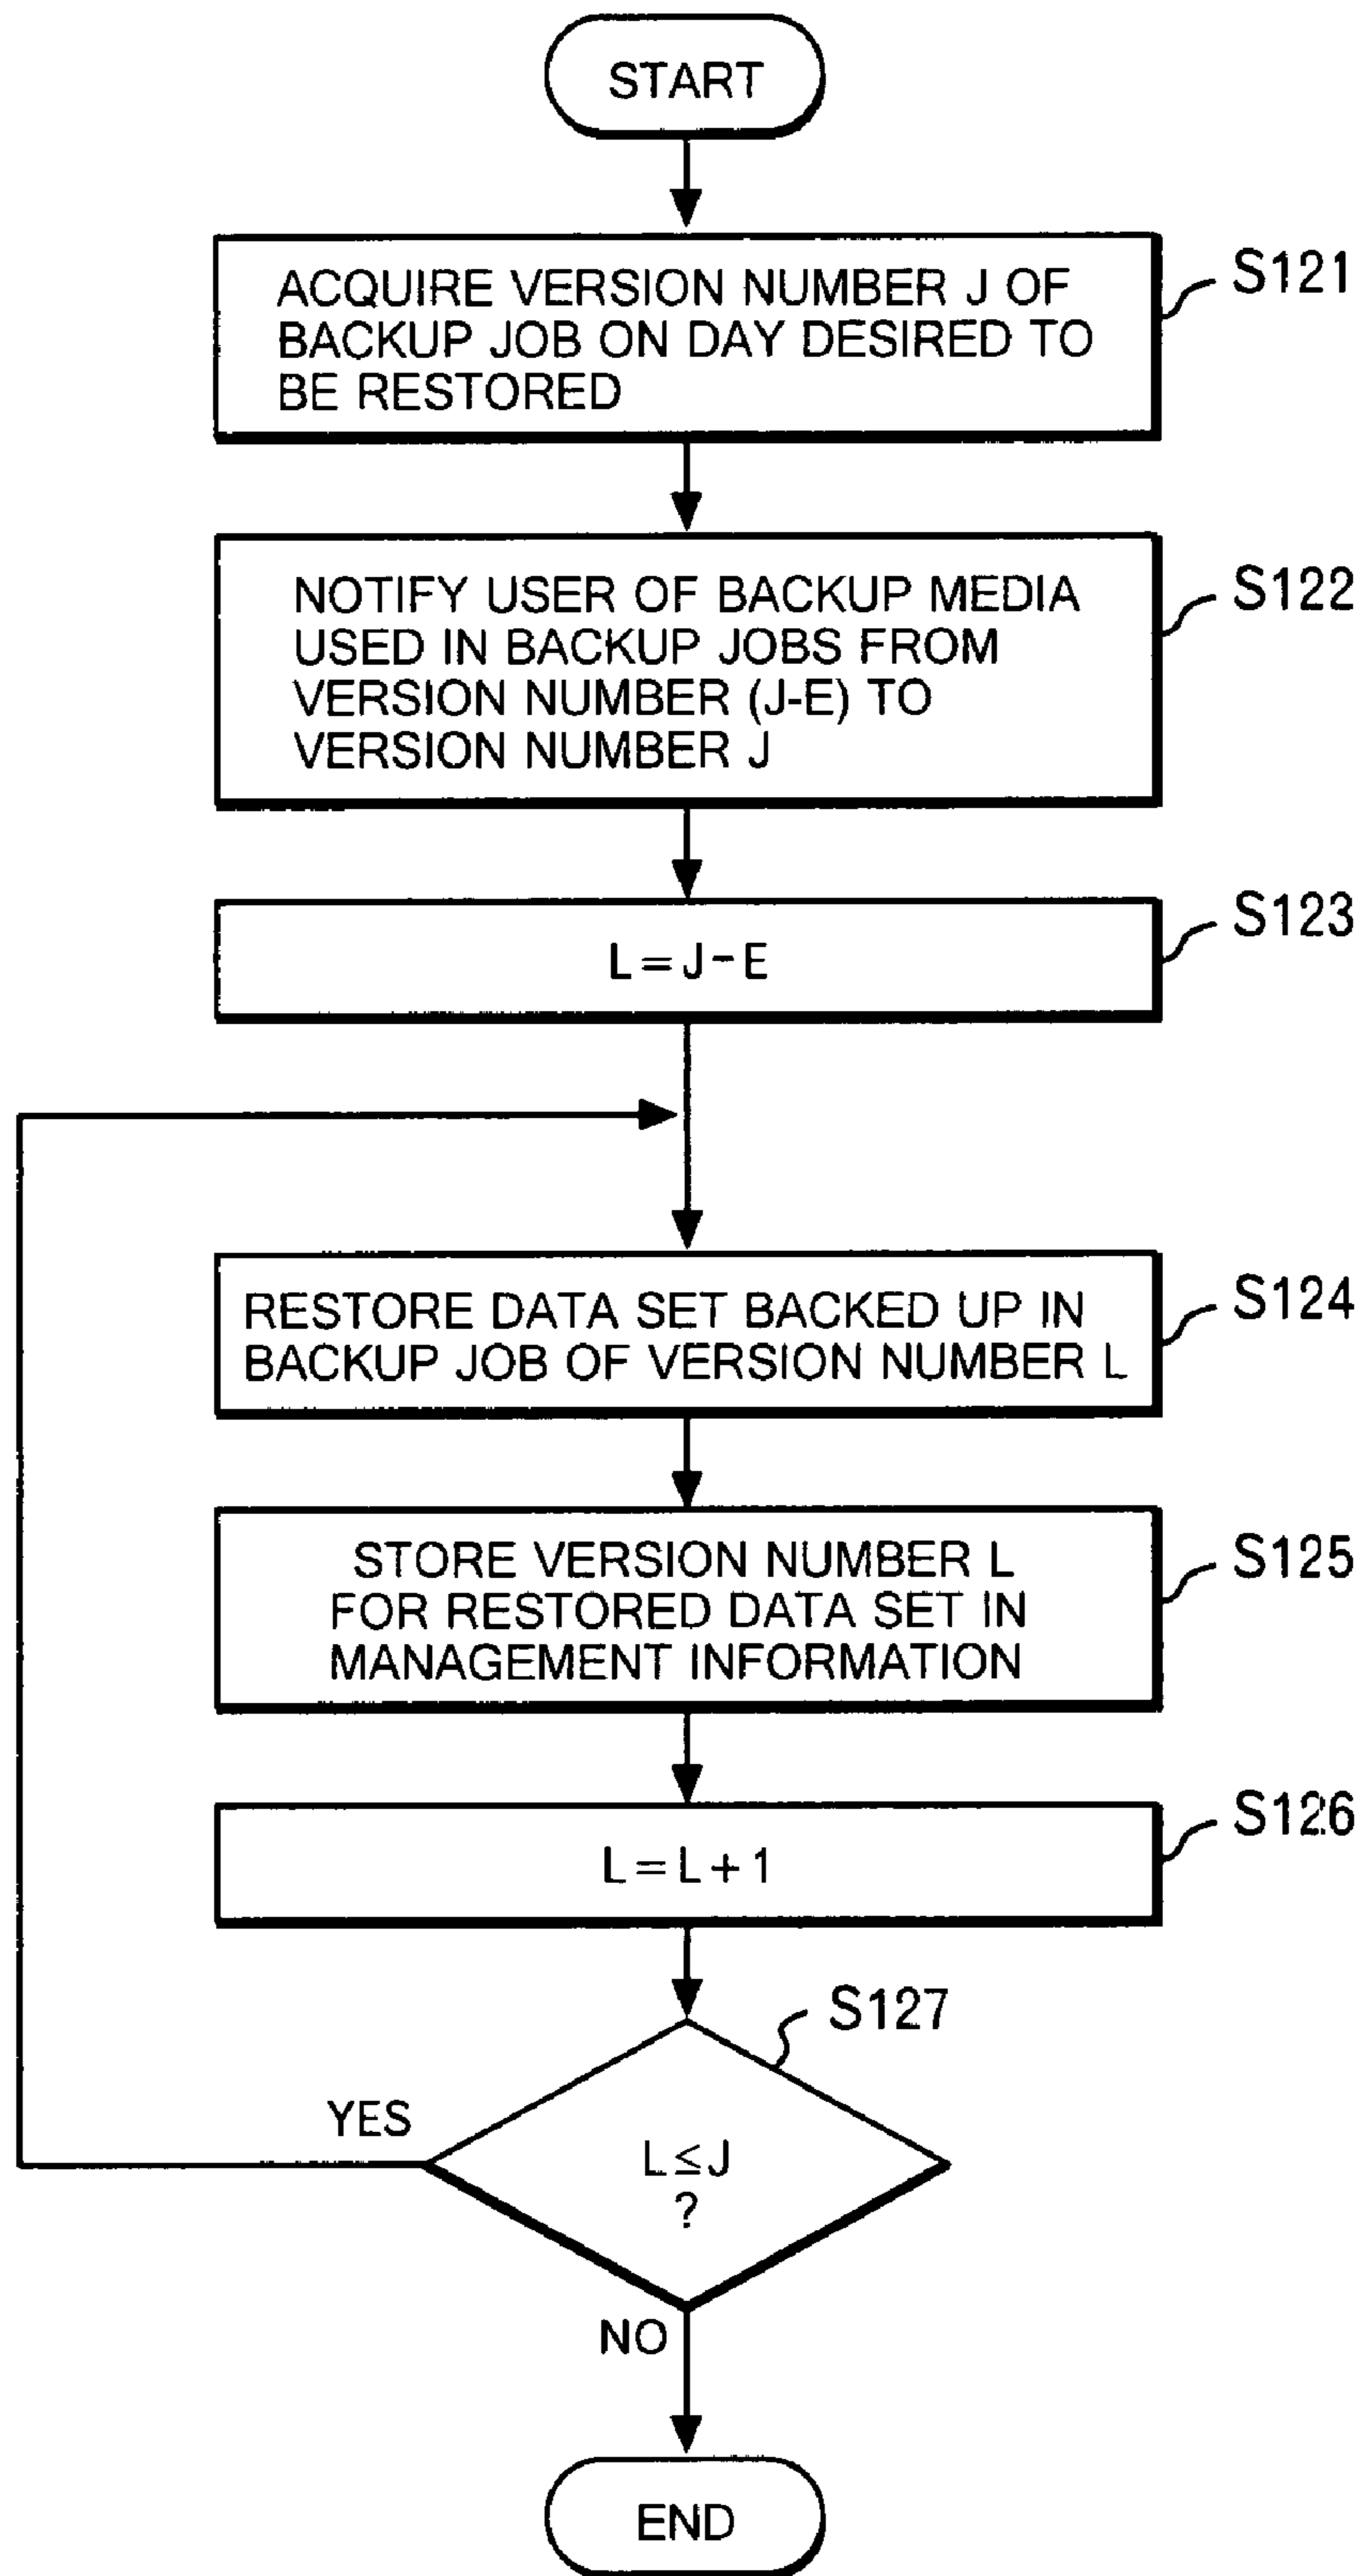 START
ACQUIRE VERSION NUMBER J OF
BACKUP JOB ON DAY DESIRED TO
BE RESTORED
S121
NOTIFY USER OF BACKUP MEDIA
USED IN BACKUP JOBS FROM
VERSION NUMBER (J-E) TO
VERSION NUMBER J
S122
L=J-E
S123
RESTORE DATA SET BACKED UP IN
BACKUP JOB OF VERSION NUMBER L
S124
STORE VERSION NUMBER L
FOR RESTORED DATA SET IN
MANAGEMENT INFORMATION
S125
L=L+1
S126
S127
YES
L≤J
?
NO
END